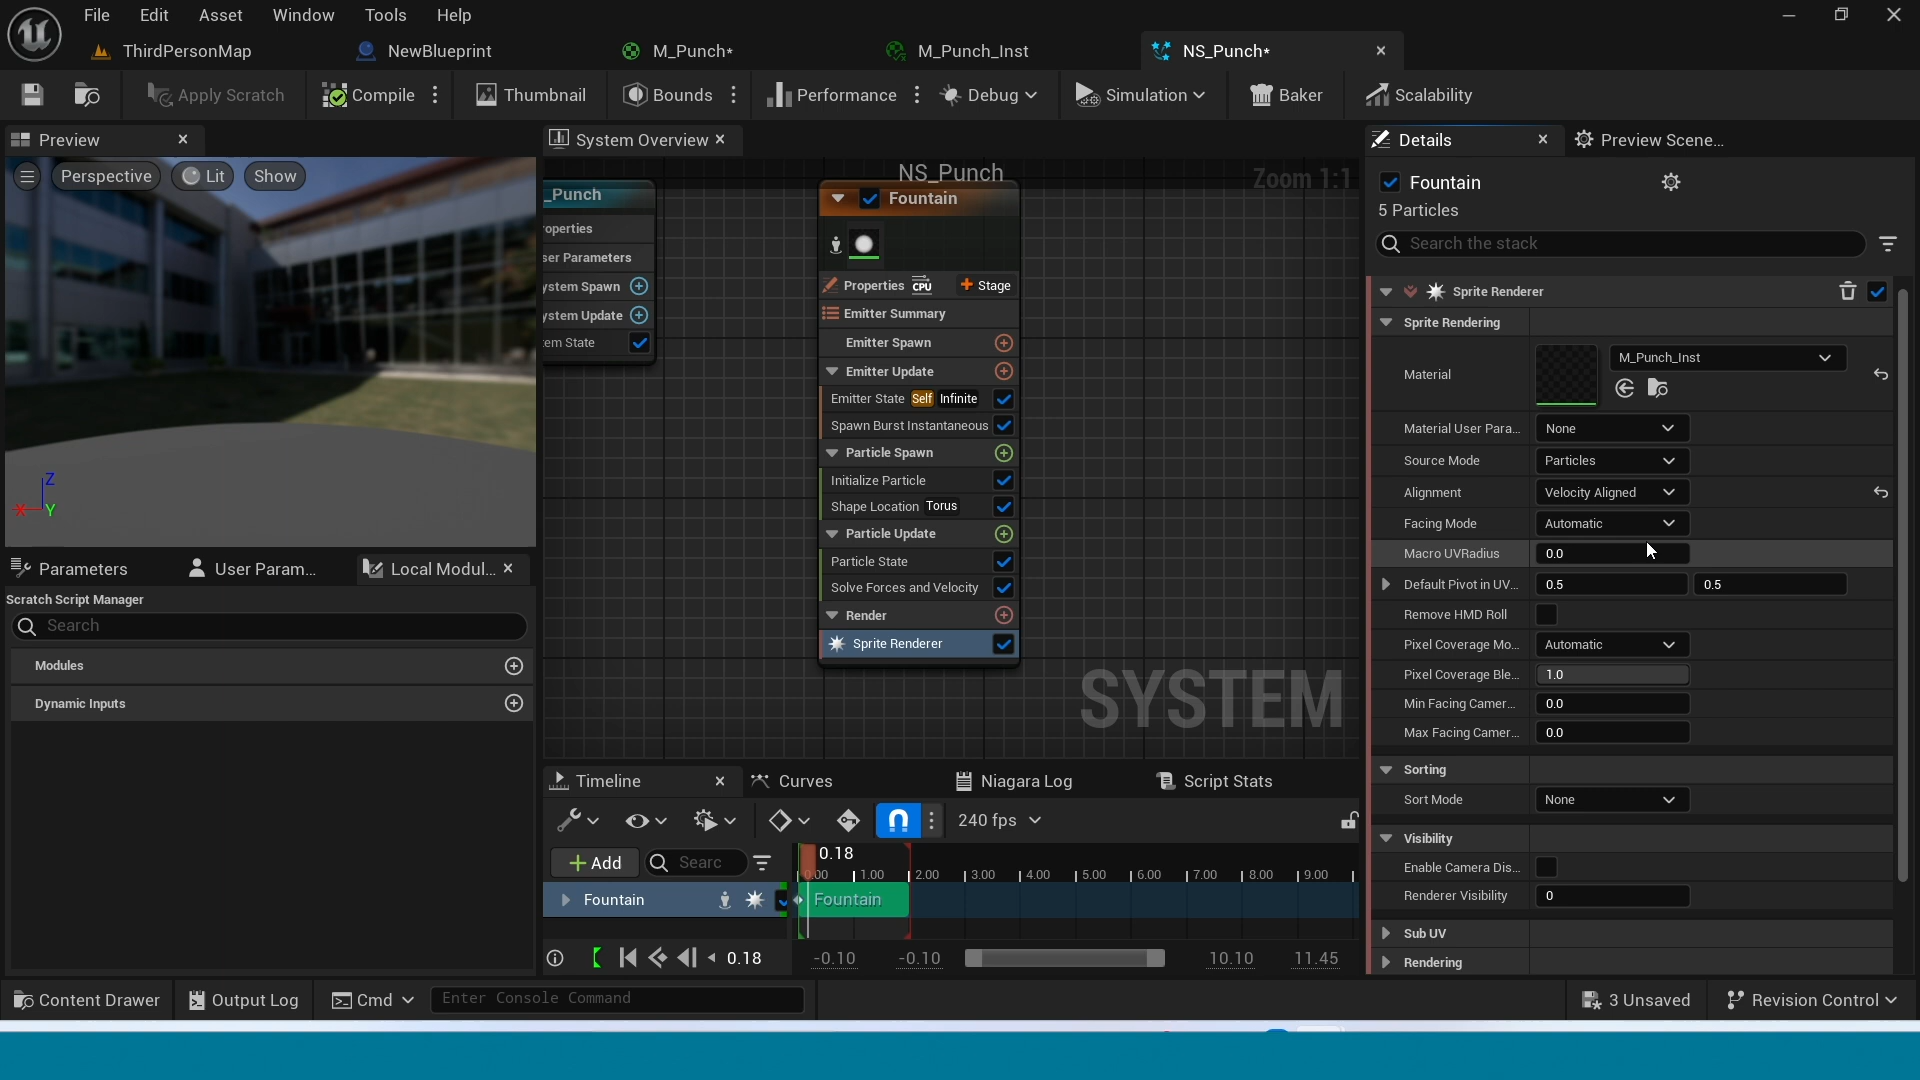 File Edit Asset Window Tools Help
ThirdPersonMap NewBlueprint M_Punch* M_Punch_Inst NS_Punch*
Apply Scratch Compile Thumbnail Bounds Performance Debug Simulation Baker Scalability
Preview
Perspective Lit Show
Z
X Y
Parameters User Param... Local Modul...
Scratch Script Manager
Search
Modules
Dynamic Inputs
System Overview
NS_Punch
Zoom 1:1
_Punch
roperties
ser Parameters
ystem Spawn
ystem Update
tem State
Fountain
Properties CPU Stage
Emitter Summary
Emitter Spawn
Emitter Update
Emitter State Self Infinite
Spawn Burst Instantaneous
Particle Spawn
Initialize Particle
Shape Location Torus
Particle Update
Particle State
Solve Forces and Velocity
Render
Sprite Renderer
SYSTEM
Timeline Curves Niagara Log Script Stats
240 fps
Add Searc
0.18
0.00 1.00 2.00 3.00 4.00 5.00 6.00 7.00 8.00 9.00
Fountain Fountain
0.18 -0.10 -0.10 10.10 11.45
Details Preview Scene...
Fountain
5 Particles
Search the stack
Sprite Renderer
Sprite Rendering
Material M_Punch_Inst
Material User Para... None
Source Mode Particles
Alignment Velocity Aligned
Facing Mode Automatic
Macro UVRadius 0.0
Default Pivot in UV... 0.5 0.5
Remove HMD Roll
Pixel Coverage Mo... Automatic
Pixel Coverage Ble... 1.0
Min Facing Camer... 0.0
Max Facing Camer... 0.0
Sorting
Sort Mode None
Visibility
Enable Camera Dis...
Renderer Visibility 0
Sub UV
Rendering
Content Drawer Output Log Cmd Enter Console Command 3 Unsaved Revision Control